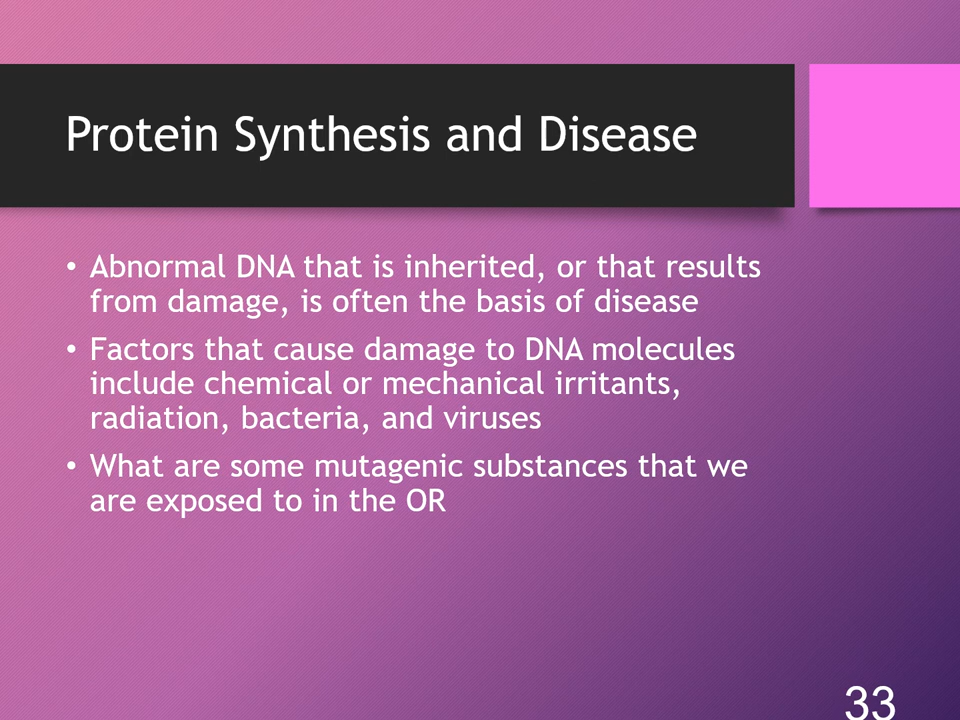 Protein Synthesis and Disease
• Abnormal DNA that is inherited, or that results
from damage, is often the basis of disease
• Factors that cause damage to DNA molecules
include chemical or mechanical irritants,
radiation, bacteria, and viruses
• What are some mutagenic substances that we
are exposed to in the OR
33